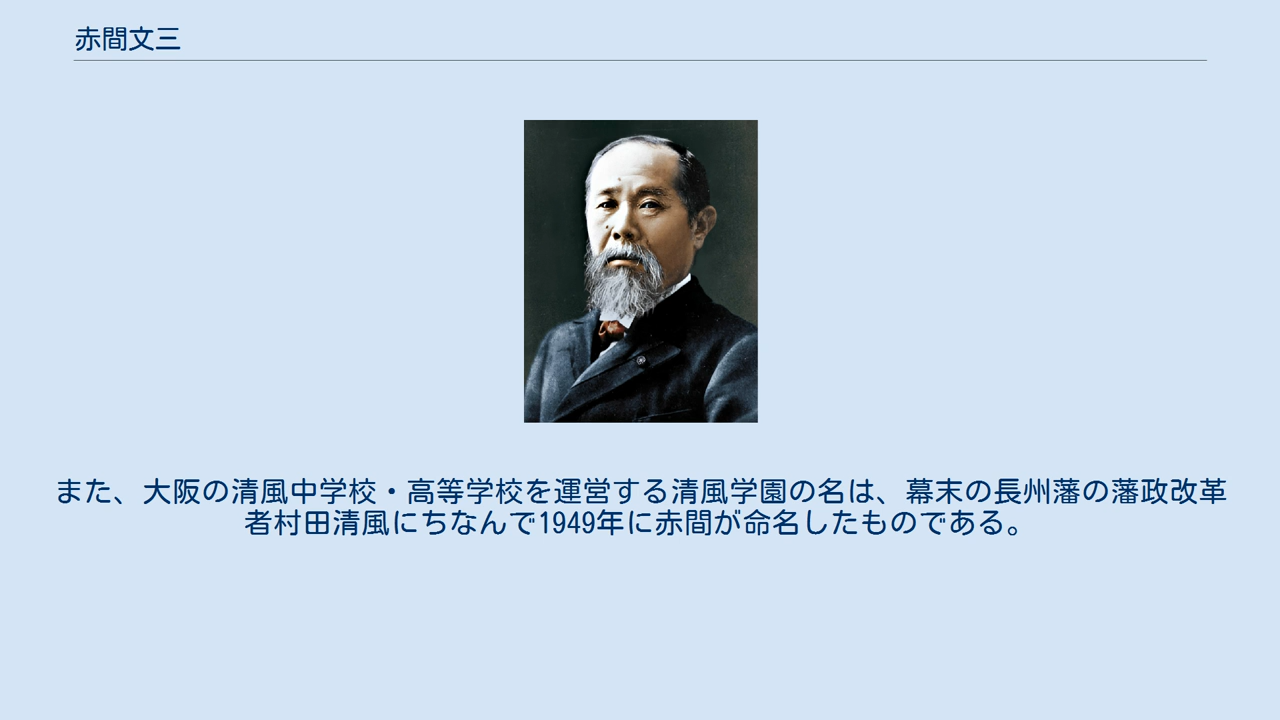 赤間文三
また、大阪の清風中学校・高等学校を運営する清風学園の名は、幕末の長州藩の藩政改革
者村田清風にちなんで1949年に赤間が命名したものである。